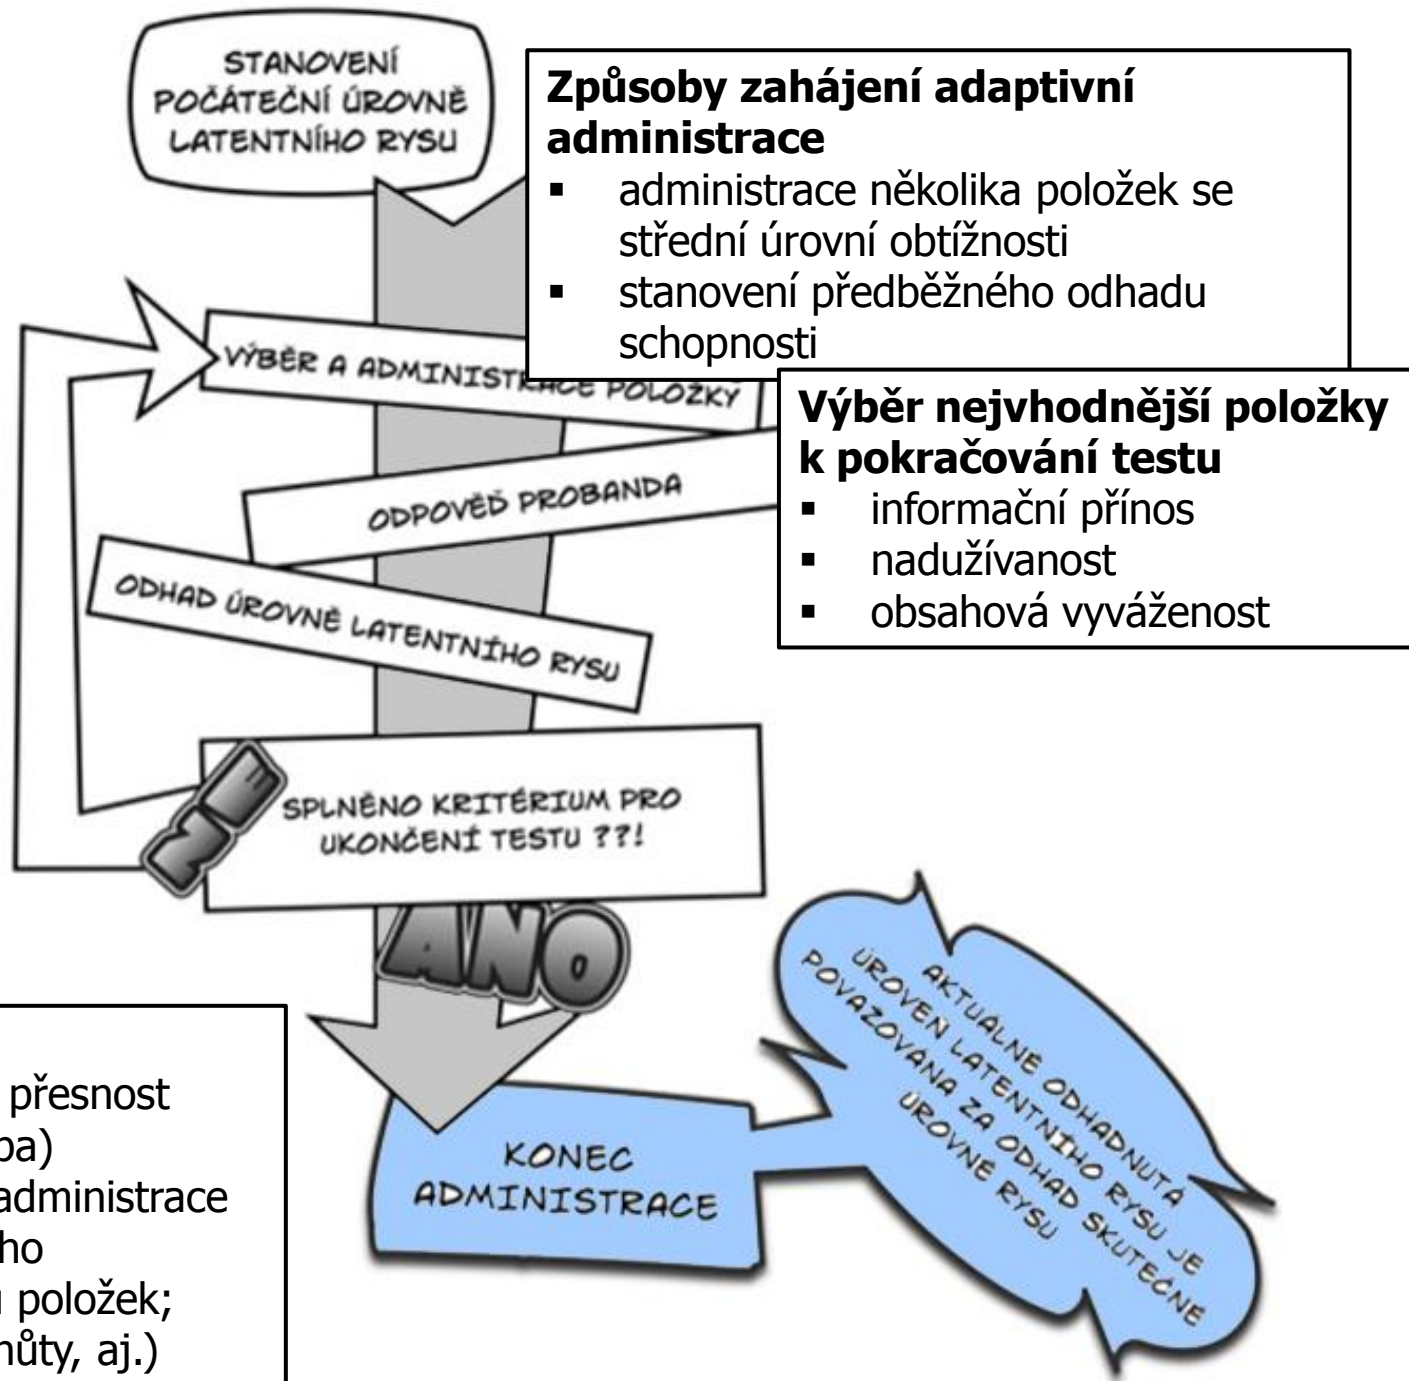 STANOVENÍ
POČÁTEČNÍ ÚROVNĚ
LATENTNÍHO RYSU
Způsoby zahájení adaptivní
administrace
▪ administrace několika položek se
střední úrovní obtížnosti
▪ stanovení předběžného odhadu
schopnosti
VÝBĚR A ADMINISTRACE POLOŽKY
Výběr nejvhodnější položky
k pokračování testu
▪ informační přínos
▪ nadužívanost
▪ obsahová vyváženost
ODPOVĚĎ PROBANDA
ODHAD ÚROVNĚ LATENTNÍHO RYSU
NE
SPLNĚNO KRITÉRIUM PRO
UKONČENÍ TESTU ??!
ANO
AKTUÁLNĚ ODHADNUTÁ
ÚROVEŇ LATENTNÍHO RYSU JE
POVAŽOVÁNA ZA ODHAD SKUTEČNÉ
ÚROVNĚ RYSU
KONEC
ADMINISTRACE
přesnost
administrace
položek;
aj.)